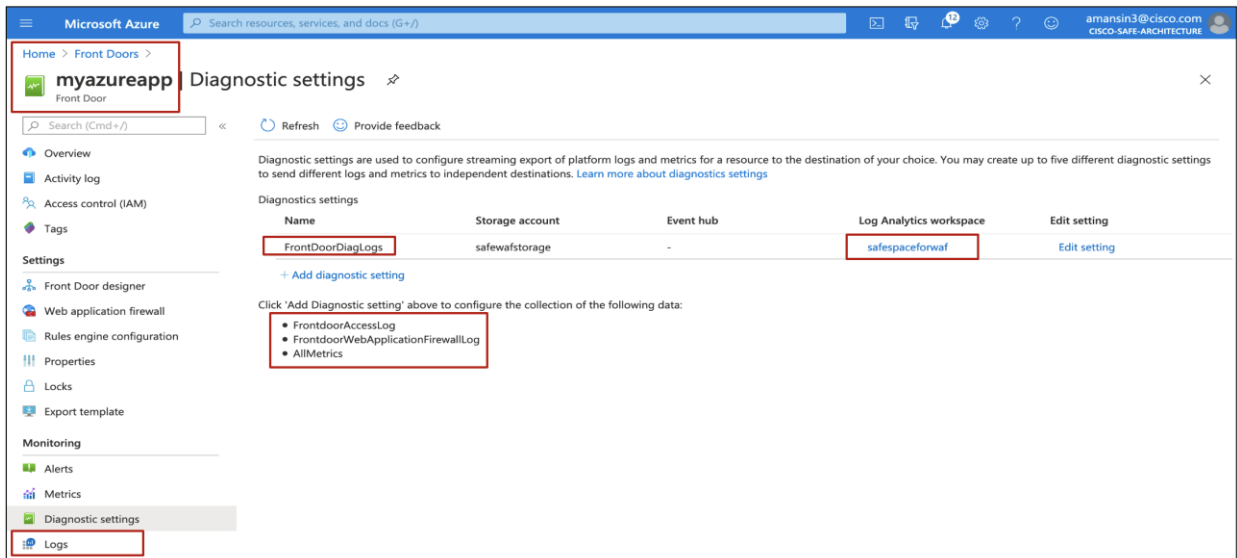 Microsoft Azure
Search resources, services, and docs (G+/)
12
amansin3@cisco.com
CISCO-SAFE-ARCHITECTURE
Home > Front Doors >
myazureapp | Diagnostic settings
Front Door
Search (Cmd+/)
«
Refresh
Provide feedback
Overview
Activity log
Access control (IAM)
Tags
Settings
Front Door designer
Web application firewall
Rules engine configuration
Properties
Locks
Export template
Monitoring
Alerts
Metrics
Diagnostic settings
Logs
Diagnostic settings are used to configure streaming export of platform logs and metrics for a resource to the destination of your choice. You may create up to five different diagnostic settings
to send different logs and metrics to independent destinations. Learn more about diagnostics settings
Diagnostics settings
Name Storage account Event hub Log Analytics workspace Edit setting
FrontDoorDiagLogs safewafstorage - safespaceforwaf Edit setting
+ Add diagnostic setting
Click 'Add Diagnostic setting' above to configure the collection of the following data:
• FrontdoorAccessLog
• FrontdoorWebApplicationFirewallLog
• AllMetrics